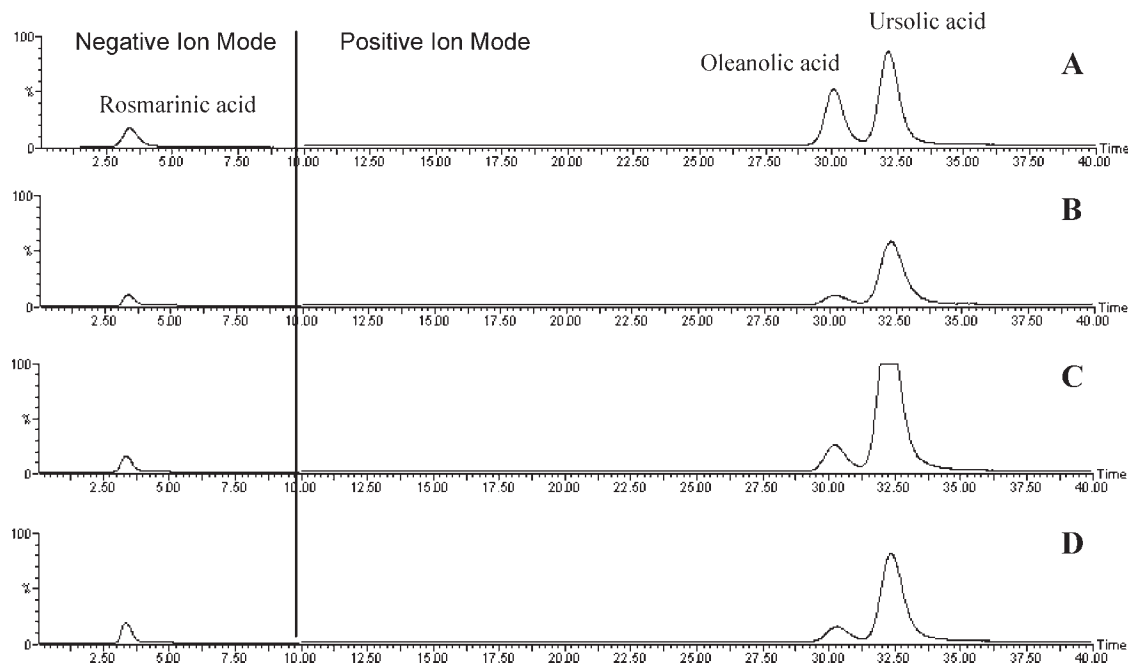 Ursolic acid
Negative Ion Mode Positive Ion Mode
Oleanolic acid A
Rosmarinic acid
100
%
0
2.50 5.00 7.50 10.00 12.50 15.00 17.50 20.00 22.50 25.00 27.50 30.00 32.50 35.00 37.50 40.00 Time
B
100
%
0
2.50 5.00 7.50 10.00 12.50 15.00 17.50 20.00 22.50 25.00 27.50 30.00 32.50 35.00 37.50 40.00 Time
C
100
%
0
2.50 5.00 7.50 10.00 12.50 15.00 17.50 20.00 22.50 25.00 27.50 30.00 32.50 35.00 37.50 40.00 Time
D
100
%
0
2.50 5.00 7.50 10.00 12.50 15.00 17.50 20.00 22.50 25.00 27.50 30.00 32.50 35.00 37.50 40.00 Time